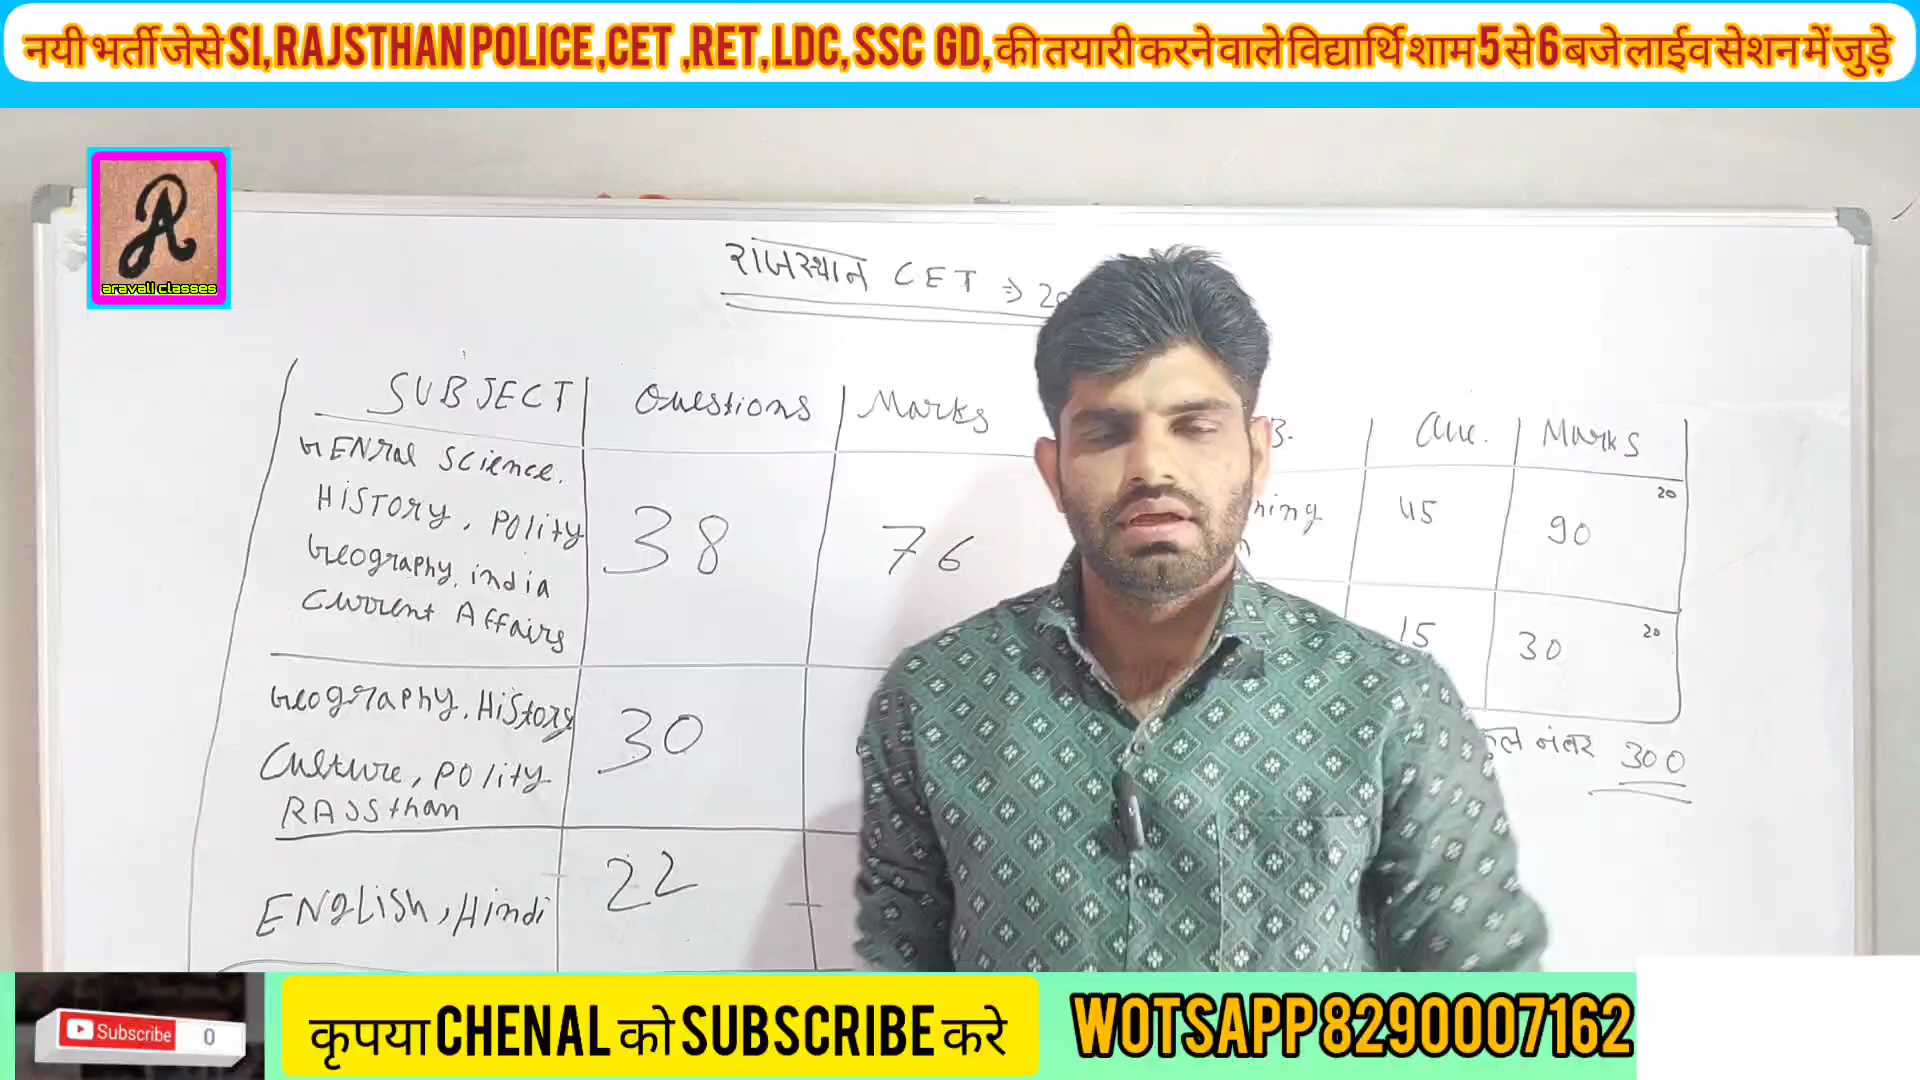 नयी भर्ती जेसे SI, RAJSTHAN POLICE, CET ,RET, LDC, SSC GD, की तयारी करने वाले विद्यार्थि शाम 5 से 6 बजे लाईव सेशन में जुड़े
A
aravali classes
राजस्थान CET ⇒ 20
SUBJECT Questions Marks
GENral Science.
HiSTory, Polity
Geography, india
Current Affairs
38 76
Geography, History
Culture, Polity
RAJSthan
30
ENgLish, Hindi
22
B. Que. Marks
ning 45 90 20
15 30 20
नंबर 300
Subscribe 0
कृपया CHENAL को SUBSCRIBE करे
WOTSAPP 8290007162